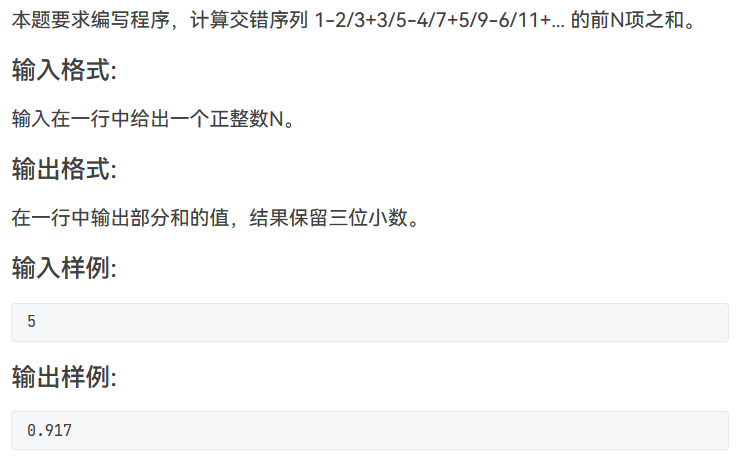 本题要求编写程序，计算交错序列 1-2/3+3/5-4/7+5/9-6/11+... 的前N项之和。
输入格式:
输入在一行中给出一个正整数N。
输出格式:
在一行中输出部分和的值，结果保留三位小数。
输入样例:
5
输出样例:
0.917